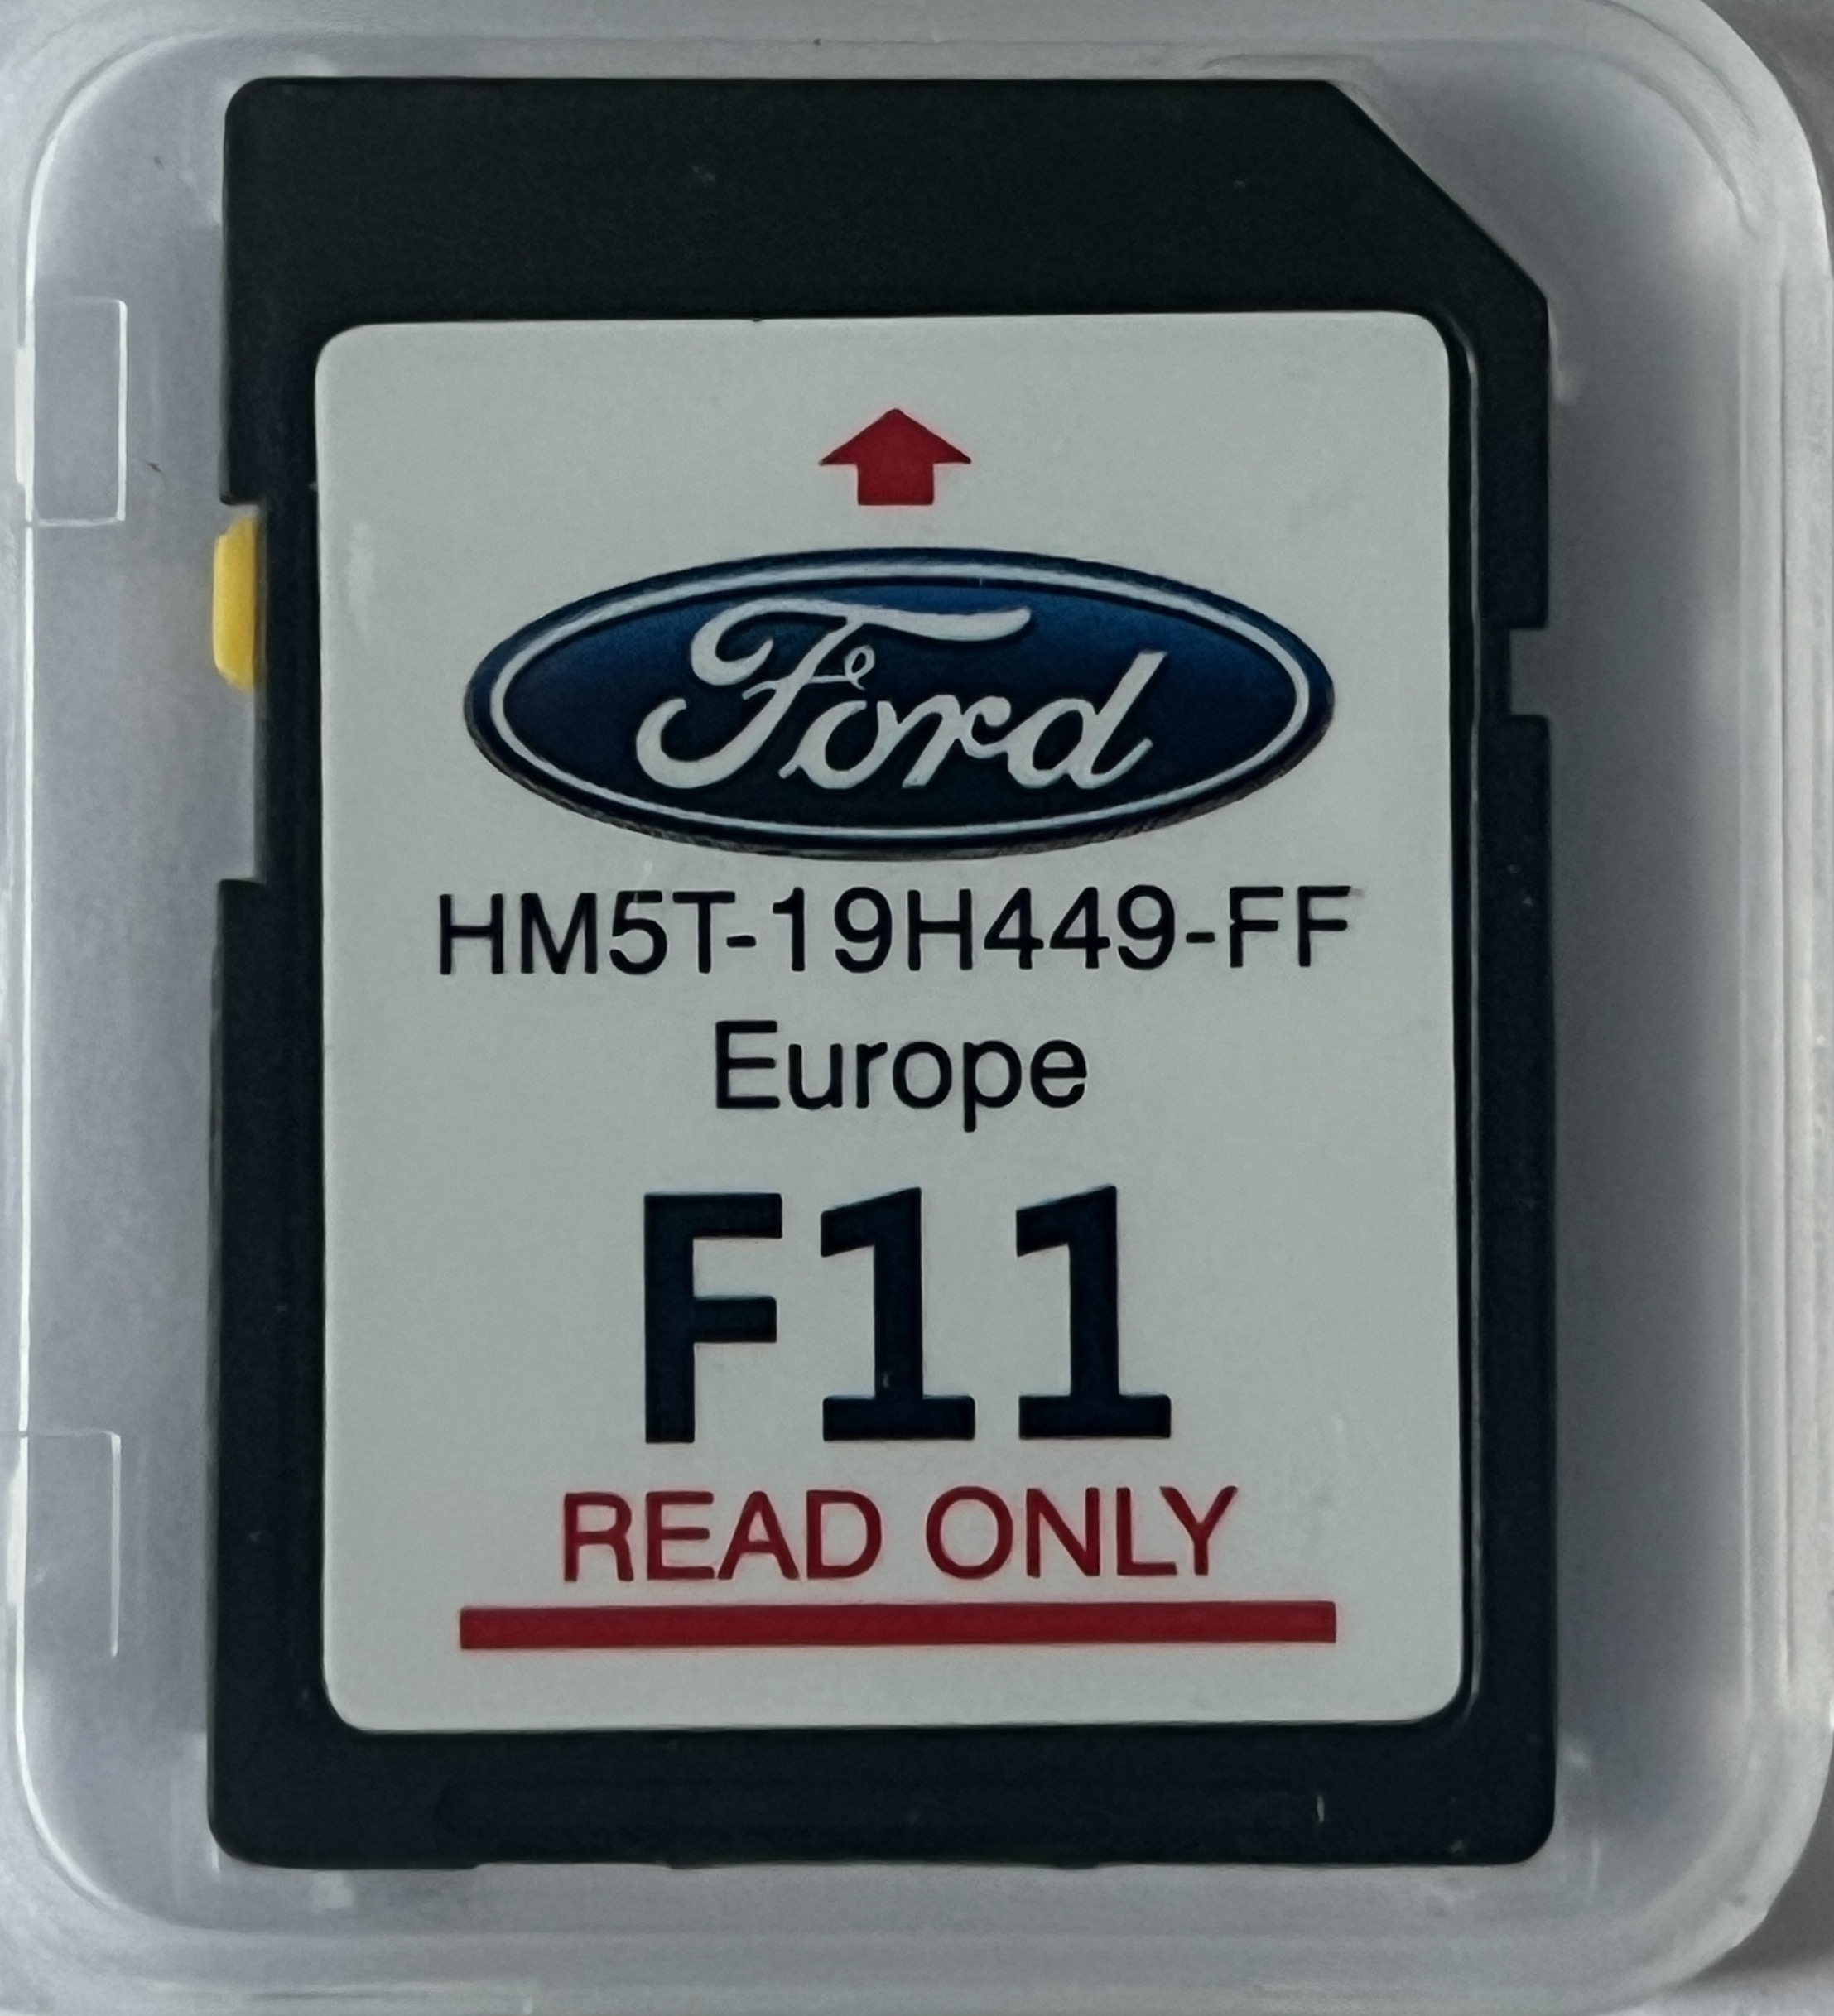 Ford
HM5T-19H449-FF
Europe
F11
READ ONLY